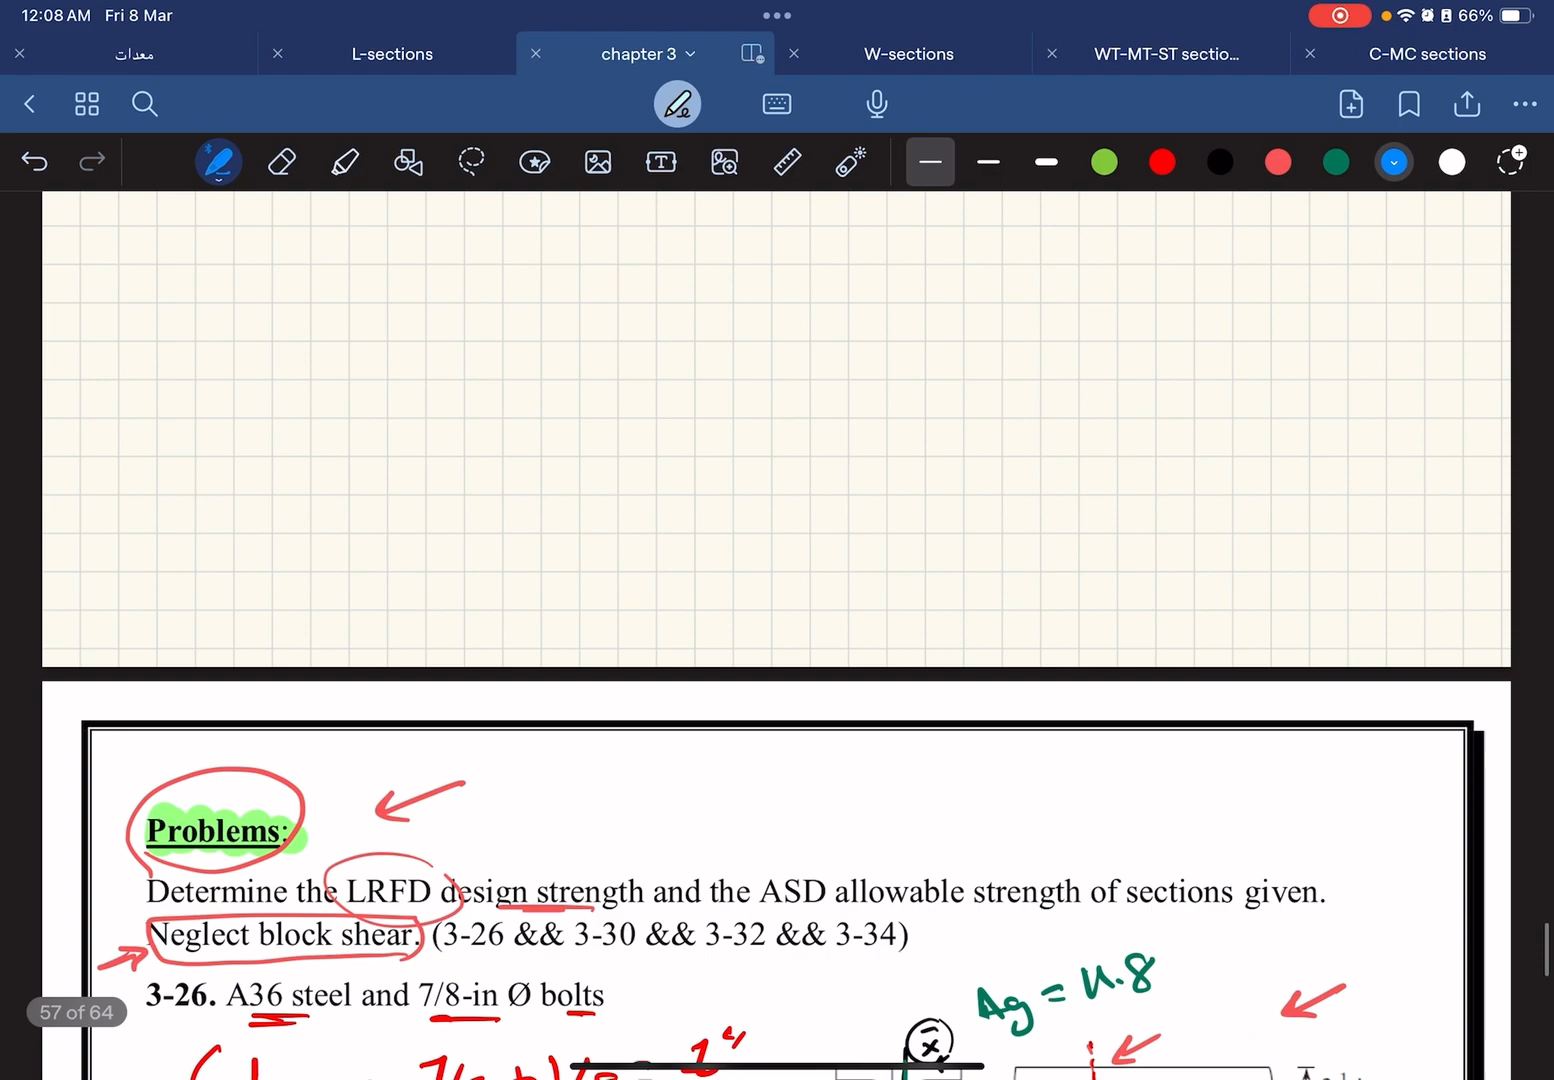 12:08 AM Fri 8 Mar
66%
معدات
L-sections
chapter 3
W-sections
WT-MT-ST sectio...
C-MC sections
Problems:
Determine the LRFD design strength and the ASD allowable strength of sections given.
Neglect block shear. (3-26 && 3-30 && 3-32 && 3-34)
3-26. A36 steel and 7/8-in Ø bolts
Ag = 4.8
57 of 64
1"
x̄